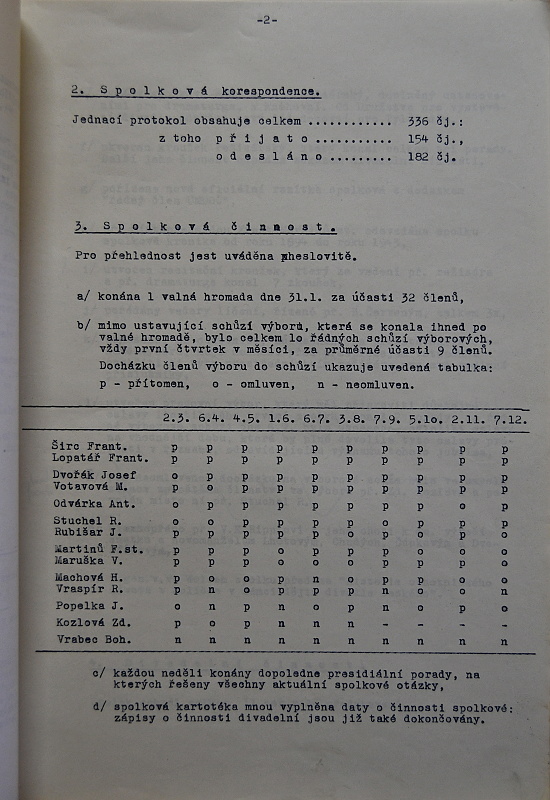 -2-
2. Spolková korespondence.
Jednací protokol obsahuje celkem ............ 336 čj.:
z toho přijato ........... 154 čj.,
odesláno ......... 182 čj.
3. Spolková činnost.
Pro přehlednost jest uváděna heslovitě.
a/ konána 1 valná hromada dne 31.1. za účasti 32 členů,
b/ mimo ustavující schůzí výborů, která se konala ihned po
valné hromadě, bylo celkem lo řádných schůzí výborových,
vždy první čtvrtek v měsíci, za průměrné účasti 9 členů.
Docházku členů výboru do schůzí ukazuje uvedená tabulka:
p - přítomen, o - omluven, n - neomluven.
2.3. 6.4. 4.5. 1.6. 6.7. 3.8. 7.9. 5.lo. 2.11. 7.12.
Širc Frant. p p p p p p p p p p
Lopatář Frant. p p p p p p p p p p
Dvořák Josef o p p p p p p p p p
Votavová M. p o p p p p p p p p
Odvárka Ant. o p p p p p p p o p
Stuchel R. o o p p p p o p p p
Rubišar J. p p p p p o p o p o
Martinů F.st. p p p o p p p o o o
Maruška V. p p p o o o p p p o
Machová H. p o o p n o p p o o
Vraspír R. p o p p p p n o o n
Popelka J. o n p n o p n o p o
Kozlová Zd. p o p n n n - - - -
Vrabec Boh. n n n n n n n n n n
c/ každou neděli konány dopoledne presidiální porady, na
kterých řešeny všechny aktuální spolkové otázky,
d/ spolková kartotéka mnou vyplněna daty o činnosti spolkové;
zápisy o činnosti divadelní jsou již také dokončovány.